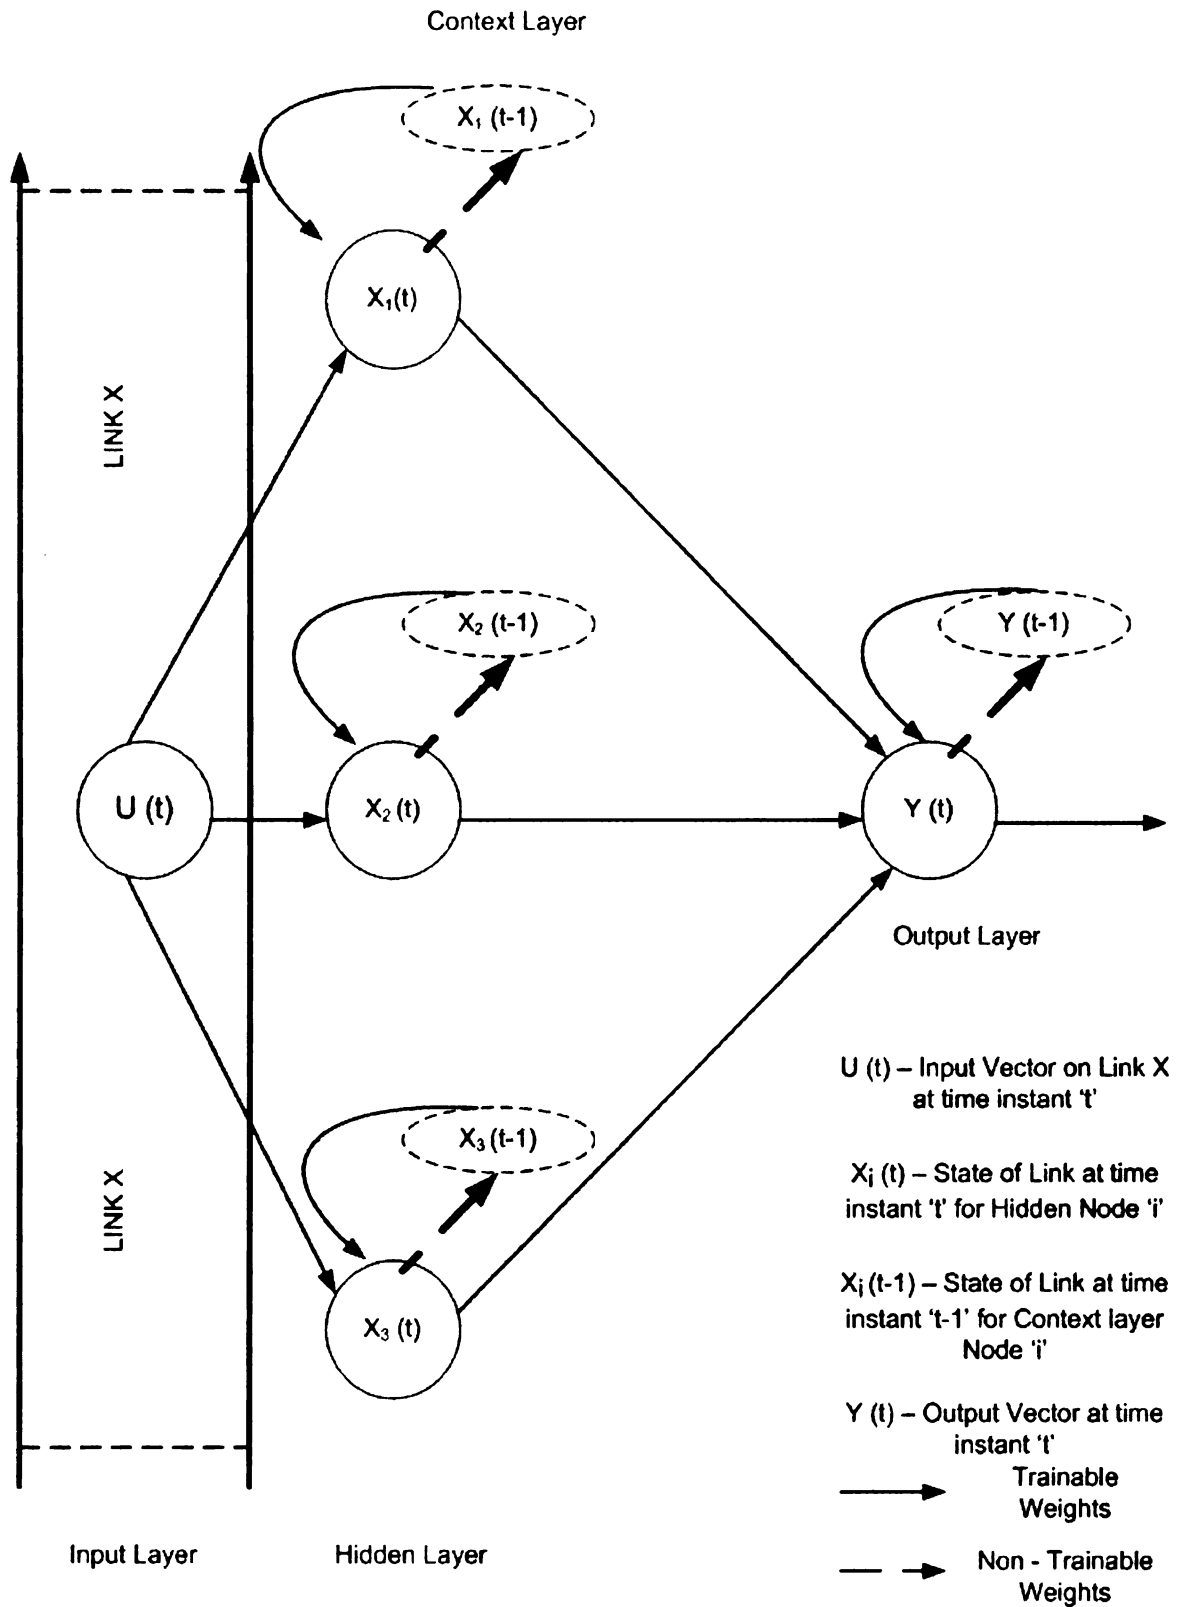 Context Layer
X₁ (t-1)
X₁(t)
LINK X
X₂ (t-1)
Y (t-1)
U (t)
X₂ (t)
Y (t)
Output Layer
U (t) – Input Vector on Link X
at time instant ‘t’
X₃ (t-1)
LINK X
Xᵢ (t) – State of Link at time
instant ‘t’ for Hidden Node ‘i’
Xᵢ (t-1) – State of Link at time
instant ‘t-1’ for Context layer
Node ‘i’
X₃ (t)
Y (t) – Output Vector at time
instant ‘t’
Trainable
Weights
Input Layer
Hidden Layer
Non - Trainable
Weights